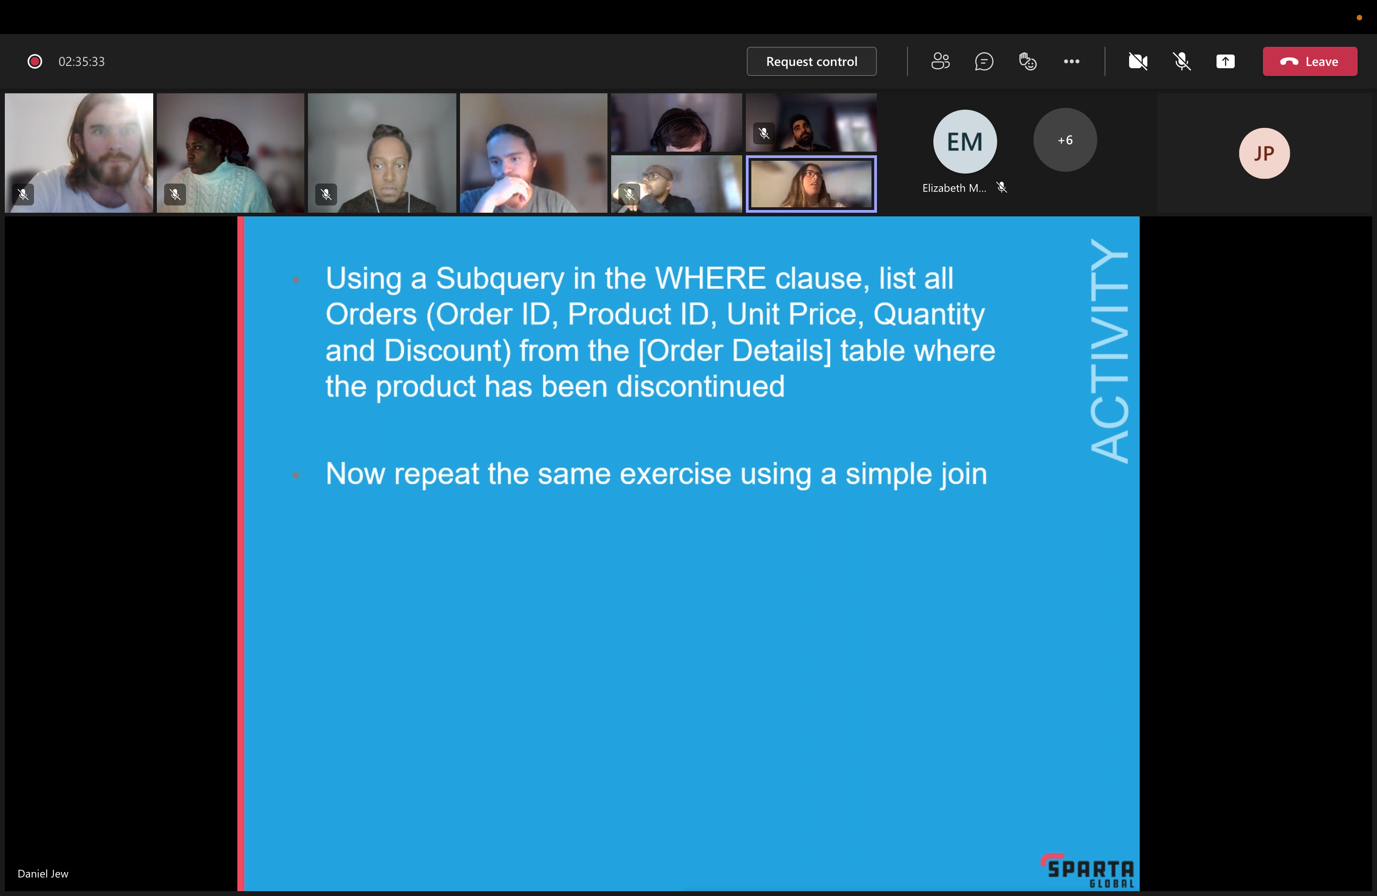 02:35:33
Request control
Leave
EM
+6
JP
Elizabeth M...
Using a Subquery in the WHERE clause, list all
Orders (Order ID, Product ID, Unit Price, Quantity
and Discount) from the [Order Details] table where
the product has been discontinued
Now repeat the same exercise using a simple join
ACTIVITY
SPARTA
GLOBAL
Daniel Jew